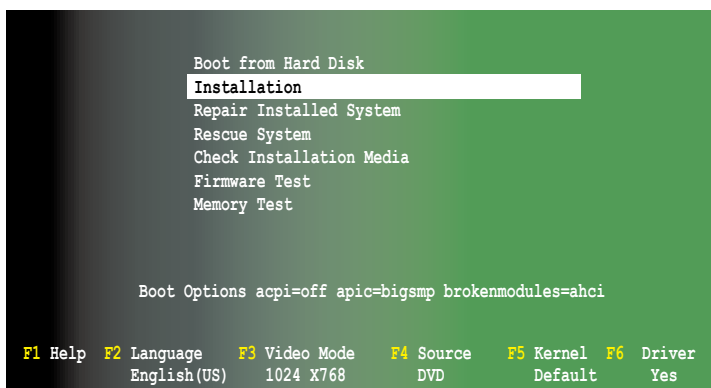 Boot from Hard Disk
Installation
Repair Installed System
Rescue System
Check Installation Media
Firmware Test
Memory Test
Boot Options acpi=off apic=bigsmp brokenmodules=ahci
F1 Help F2 Language F3 Video Mode F4 Source F5 Kernel F6 Driver
English(US) 1024 X768 DVD Default Yes